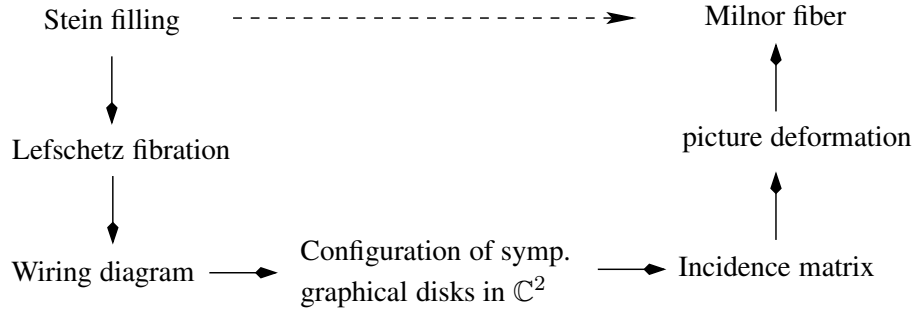 Stein filling
Milnor fiber
Lefschetz fibration
picture deformation
Wiring diagram
Configuration of symp.
graphical disks in ℂ²
Incidence matrix